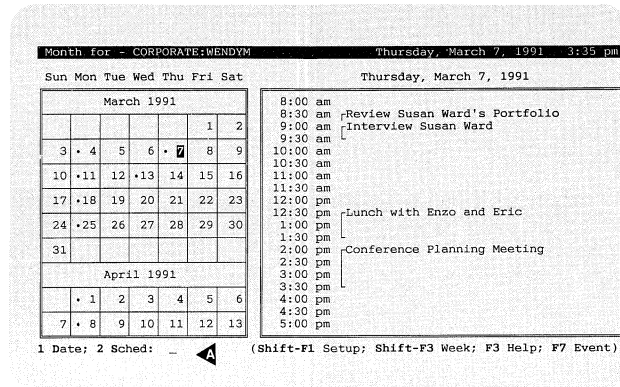 Month for - CORPORATE:WENDYM Thursday, March 7, 1991 3:35 pm
Sun Mon Tue Wed Thu Fri Sat
March 1991
1 2
3 • 4 5 6 • 7 8 9
10 •11 12 •13 14 15 16
17 •18 19 20 21 22 23
24 •25 26 27 28 29 30
31
April 1991
• 1 2 3 4 5 6
7 • 8 9 10 11 12 13
Thursday, March 7, 1991
8:00 am
8:30 am Review Susan Ward's Portfolio
9:00 am Interview Susan Ward
9:30 am
10:00 am
10:30 am
11:00 am
11:30 am
12:00 pm
12:30 pm Lunch with Enzo and Eric
1:00 pm
1:30 pm
2:00 pm Conference Planning Meeting
2:30 pm
3:00 pm
3:30 pm
4:00 pm
4:30 pm
5:00 pm
1 Date; 2 Sched: _ A (Shift-F1 Setup; Shift-F3 Week; F3 Help; F7 Event)